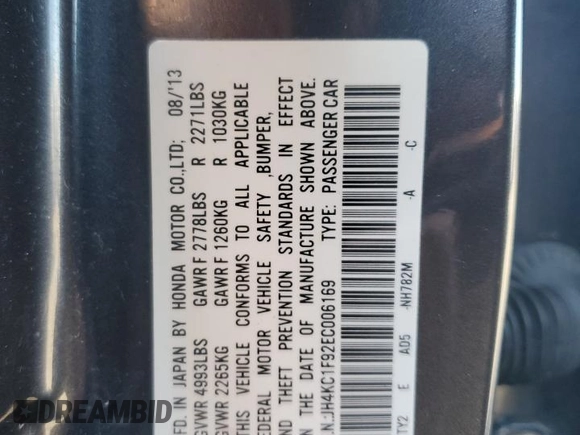 MFD. IN JAPAN BY HONDA MOTOR CO.,LTD; 08/'13
GVWR 4993LBS GAWR F 2778LBS R 2271LBS
GVWR 2265KG GAWR F 1260KG R 1030KG
THIS VEHICLE CONFORMS TO ALL APPLICABLE
FEDERAL MOTOR VEHICLE SAFETY ,BUMPER,
AND THEFT PREVENTION STANDARDS IN EFFECT
ON THE DATE OF MANUFACTURE SHOWN ABOVE.
.N.:JH4KC1F92EC006169 TYPE: PASSENGER CAR
TY2 E AD5 -NH782M -A -C
DREAMBID
CARFAST EXPRESS